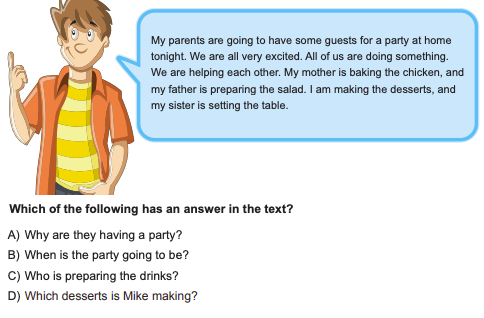 My parents are going to have some guests for a party at home
tonight. We are all very excited. All of us are doing something.
We are helping each other. My mother is baking the chicken, and
my father is preparing the salad. I am making the desserts, and
my sister is setting the table.
Which of the following has an answer in the text?
A) Why are they having a party?
B) When is the party going to be?
C) Who is preparing the drinks?
D) Which desserts is Mike making?